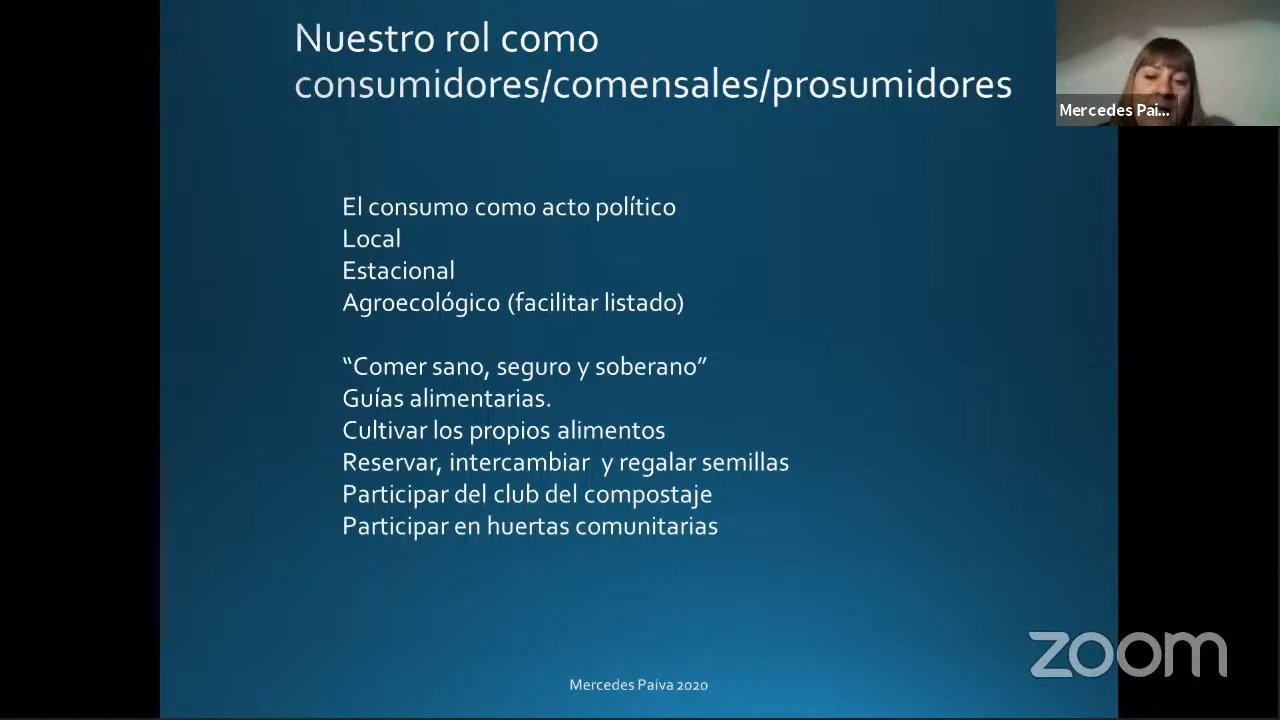 Nuestro rol como
consumidores/comensales/prosumidores
Mercedes Pai...
El consumo como acto político
Local
Estacional
Agroecológico (facilitar listado)
“Comer sano, seguro y soberano”
Guías alimentarias.
Cultivar los propios alimentos
Reservar, intercambiar y regalar semillas
Participar del club del compostaje
Participar en huertas comunitarias
zoom
Mercedes Paiva 2020